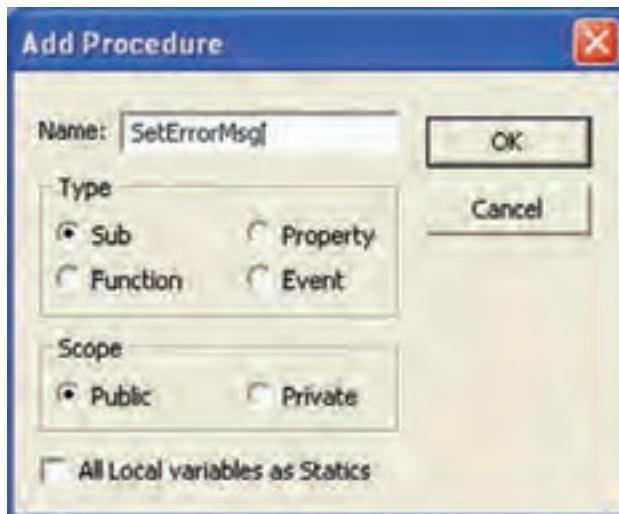 Add Procedure
Name: SetErrorMsg
OK
Cancel
Type
Sub
Property
Function
Event
Scope
Public
Private
All Local variables as Statics